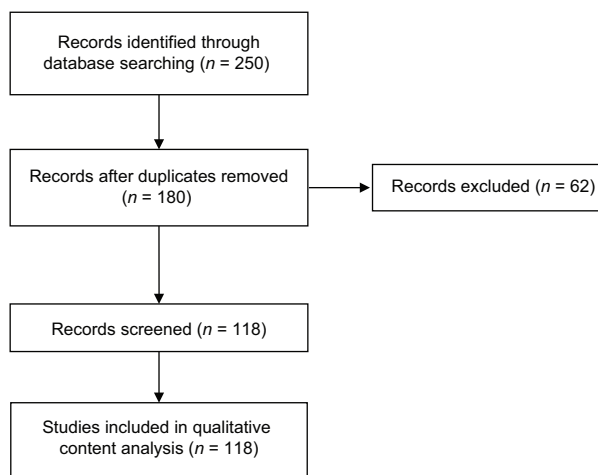 Records identified through
database searching (n = 250)
Records after duplicates removed
(n = 180)
Records excluded (n = 62)
Records screened (n = 118)
Studies included in qualitative
content analysis (n = 118)